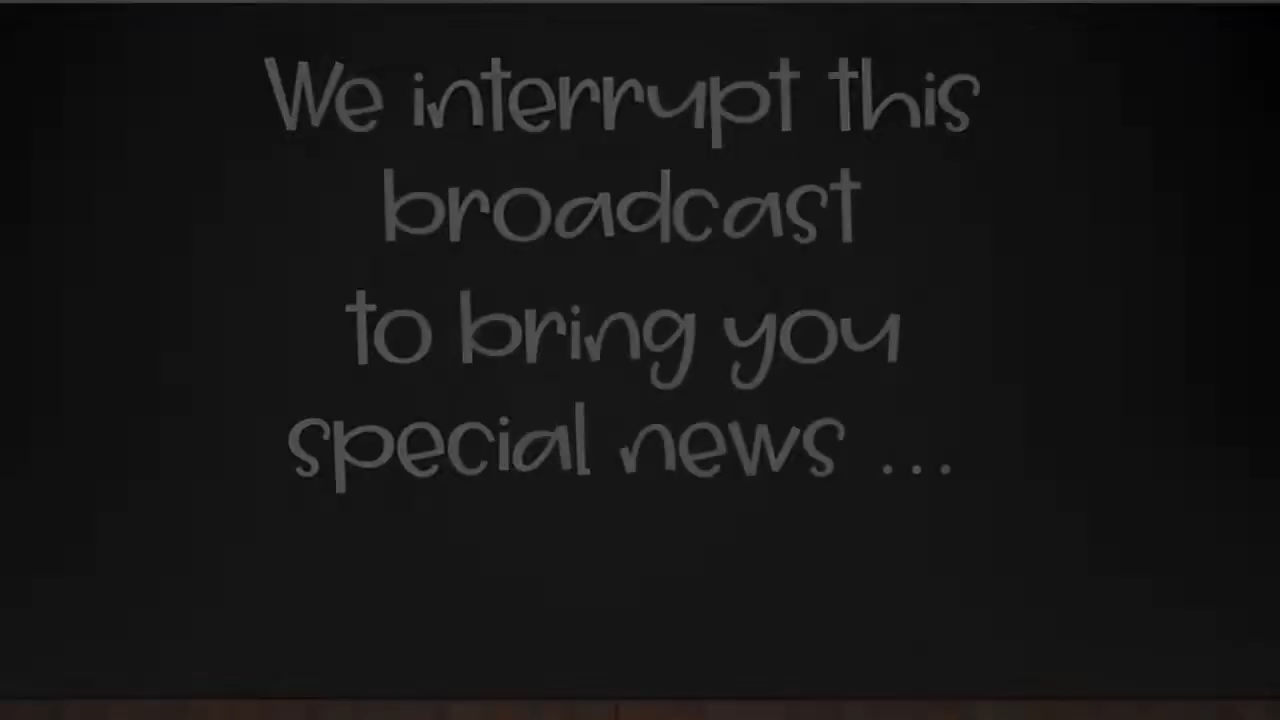 We interrupt this
broadcast
to bring you
special news ...